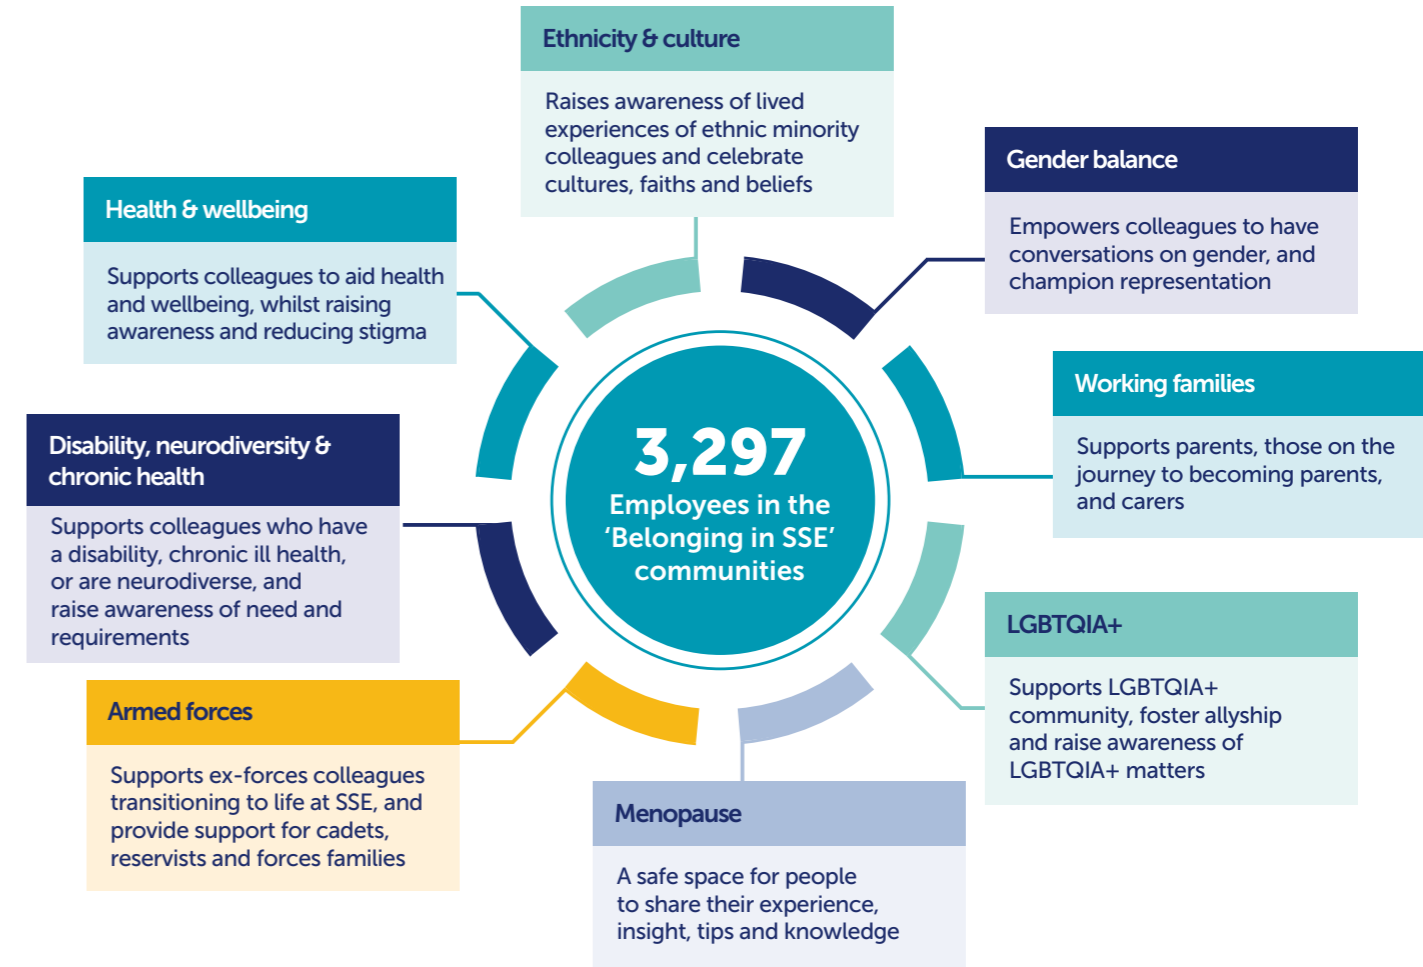 Ethnicity & culture
Raises awareness of lived
experiences of ethnic minority
colleagues and celebrate
cultures, faiths and beliefs
Gender balance
Empowers colleagues to have
conversations on gender, and
champion representation
Health & wellbeing
Supports colleagues to aid health
and wellbeing, whilst raising
awareness and reducing stigma
Working families
Supports parents, those on the
journey to becoming parents,
and carers
Disability, neurodiversity &
chronic health
Supports colleagues who have
a disability, chronic ill health,
or are neurodiverse, and
raise awareness of need and
requirements
3,297
Employees in the
‘Belonging in SSE’
communities
LGBTQIA+
Supports LGBTQIA+
community, foster allyship
and raise awareness of
LGBTQIA+ matters
Armed forces
Supports ex-forces colleagues
transitioning to life at SSE, and
provide support for cadets,
reservists and forces families
Menopause
A safe space for people
to share their experience,
insight, tips and knowledge